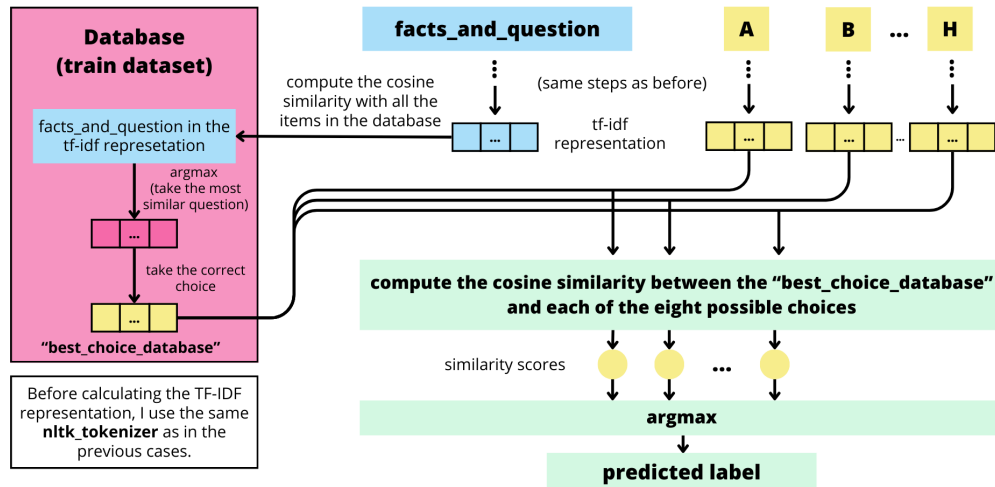 Database
(train dataset)
facts_and_question in the
tf-idf represetation
argmax
(take the most
similar question)
...
take the correct
choice
...
“best_choice_database”
Before calculating the TF-IDF
representation, I use the same
nltk_tokenizer as in the
previous cases.
facts_and_question
compute the cosine
similarity with all the
items in the database
...
(same steps as before)
tf-idf
representation
A
B
...
H
...
...
...
...
compute the cosine similarity between the “best_choice_database”
and each of the eight possible choices
similarity scores
...
argmax
predicted label